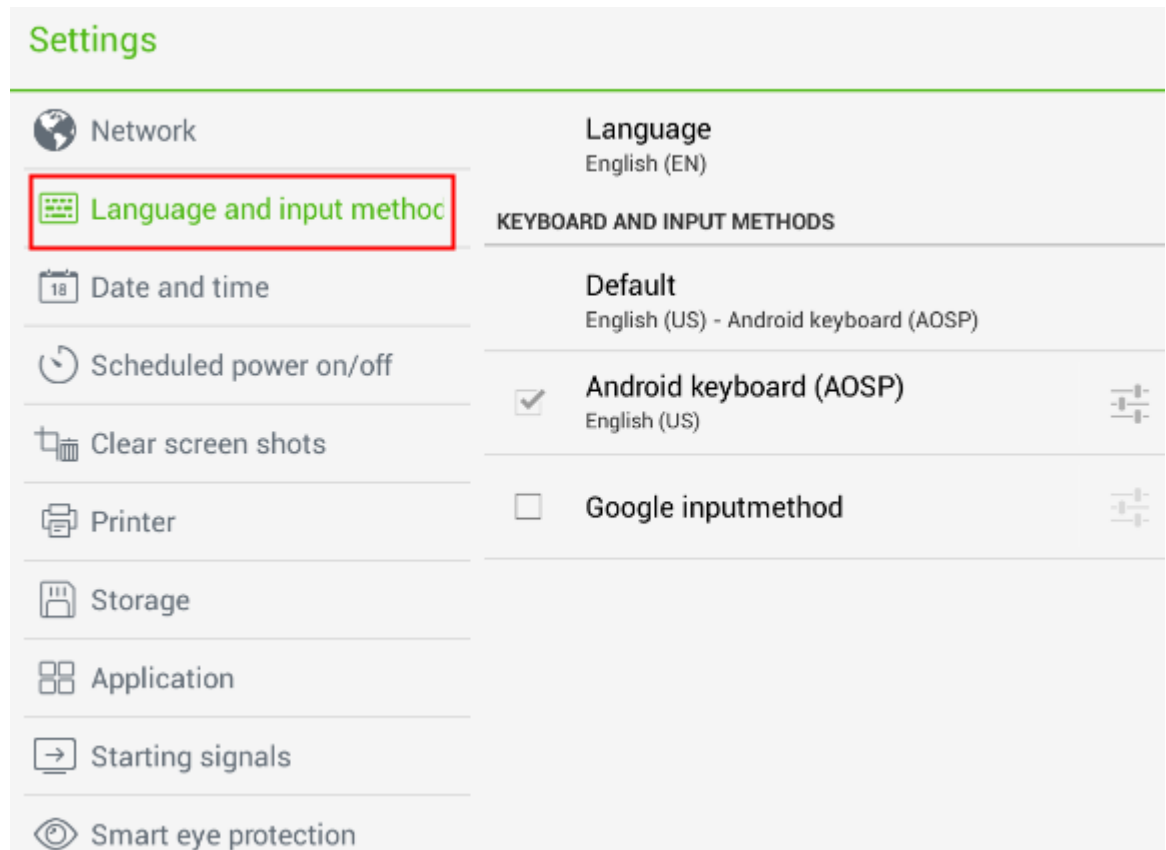 Settings
Network
Language and input method
18
Date and time
Scheduled power on/off
Clear screen shots
Printer
Storage
Application
Starting signals
Smart eye protection
Language
English (EN)
KEYBOARD AND INPUT METHODS
Default
English (US) - Android keyboard (AOSP)
Android keyboard (AOSP)
English (US)
Google inputmethod